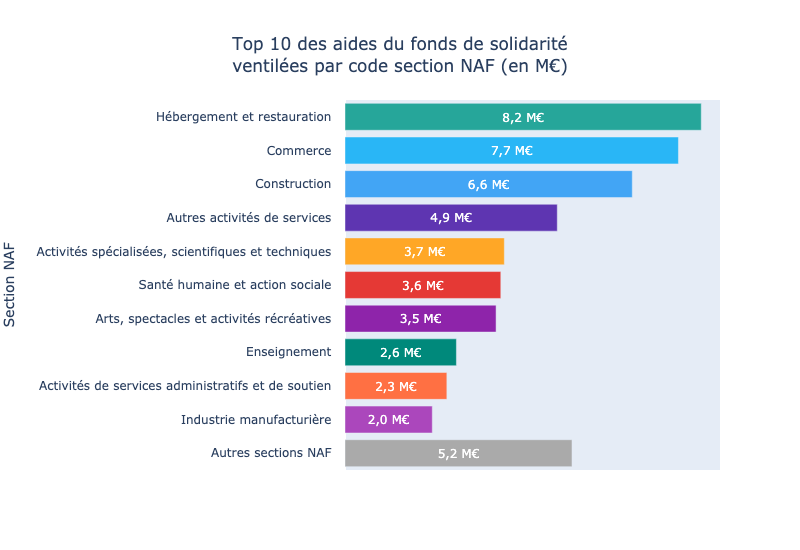 Top 10 des aides du fonds de solidarité
ventilées par code section NAF (en M€)
Section NAF
Hébergement et restauration 8,2 M€
Commerce 7,7 M€
Construction 6,6 M€
Autres activités de services 4,9 M€
Activités spécialisées, scientifiques et techniques 3,7 M€
Santé humaine et action sociale 3,6 M€
Arts, spectacles et activités récréatives 3,5 M€
Enseignement 2,6 M€
Activités de services administratifs et de soutien 2,3 M€
Industrie manufacturière 2,0 M€
Autres sections NAF 5,2 M€